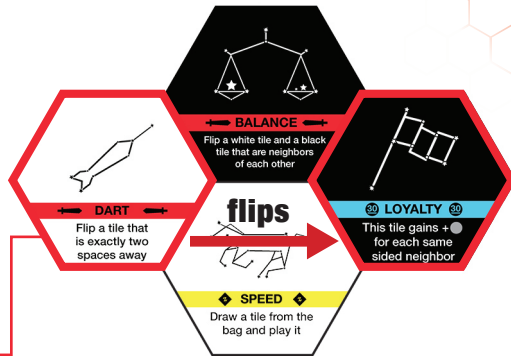 BALANCE
Flip a white tile and a black
tile that are neighbors
of each other
DART
Flip a tile that
is exactly two
spaces away
flips
30 LOYALTY 30
This tile gains +
for each same
sided neighbor
SPEED
Draw a tile from the
bag and play it